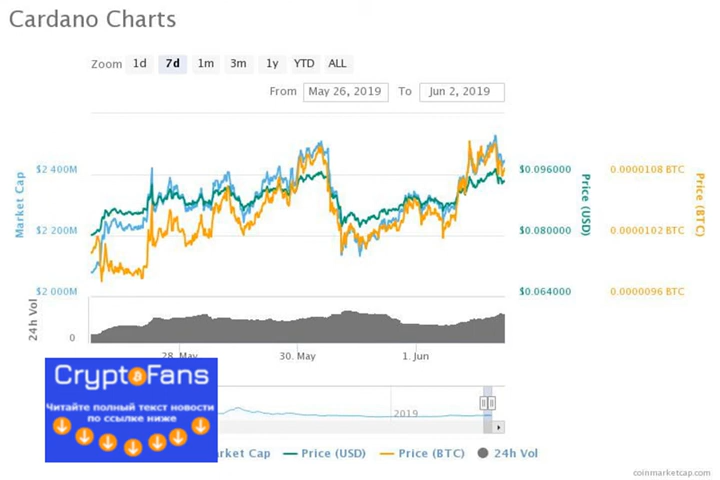 Cardano Charts
Zoom 1d 7d 1m 3m 1y YTD ALL
From May 26, 2019 To Jun 2, 2019
Market Cap
$2 400M
$2 200M
$2 000M
$0.096000
$0.080000
$0.064000
Price (USD)
0.0000108 BTC
0.0000102 BTC
0.0000096 BTC
Price (BTC)
24h Vol
0
28. May 30. May 1. Jun
2019
CryptoFans
Читайте полный текст новости
по ссылке ниже
Cap Price (USD) Price (BTC) 24h Vol
coinmarketcap.com